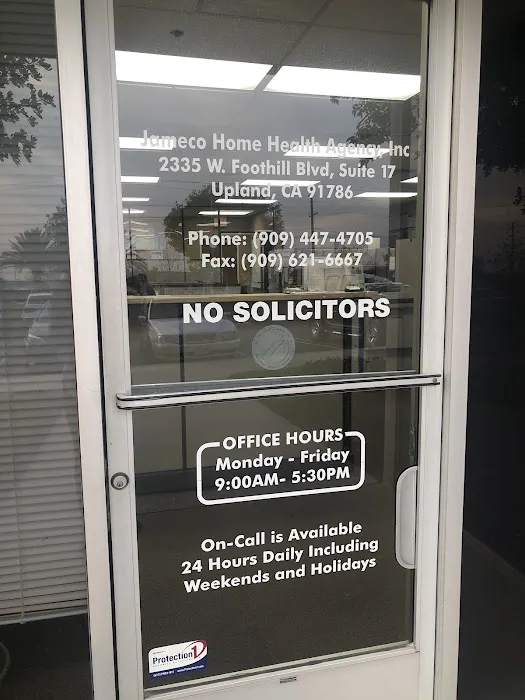 Jameco Home Health Agency, Inc
2335 W. Foothill Blvd, Suite 17
Upland, CA 91786
Phone: (909) 447-4705
Fax: (909) 621-6667
NO SOLICITORS
OFFICE HOURS
Monday - Friday
9:00AM- 5:30PM
On-Call is Available
24 Hours Daily Including
Weekends and Holidays
Protection 1